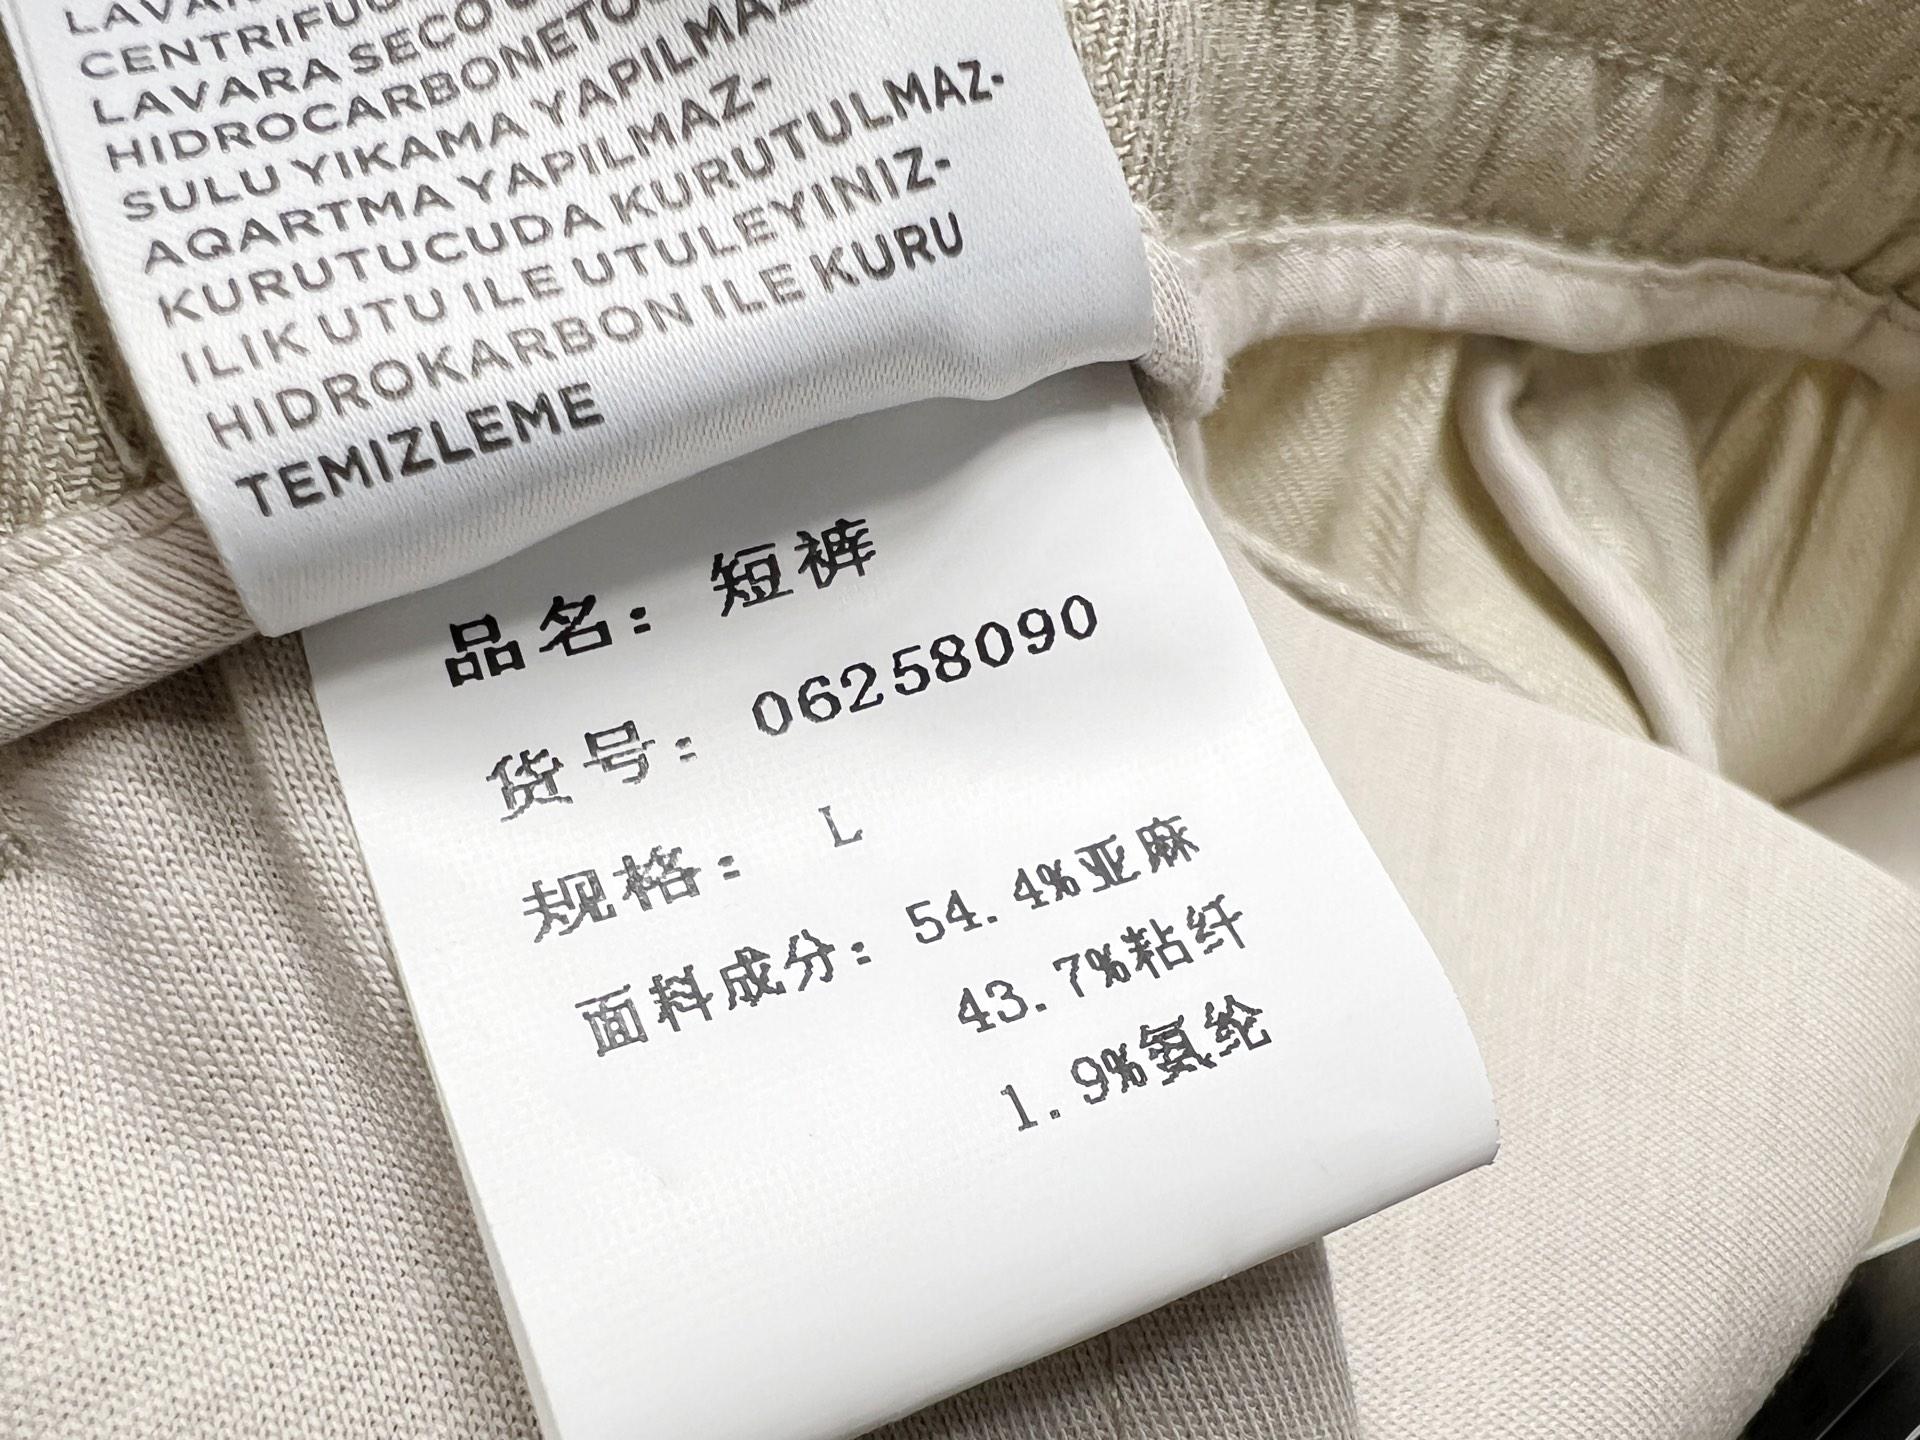 CENTRIFU
LAVARA SECO
HIDROCARBONETO
SULU YIKAMA YAPILMAZ
AQARTMA YAPILMAZ-
KURUTUCUDA KURUTULMAZ-
ILIK UTU ILE UTULEYINIZ-
HIDROKARBON ILE KURU
TEMIZLEME
品名: 短裤
货号: 06258090
规格: L
面料成分: 54.4%亚麻
43.7%粘纤
1.9%氨纶